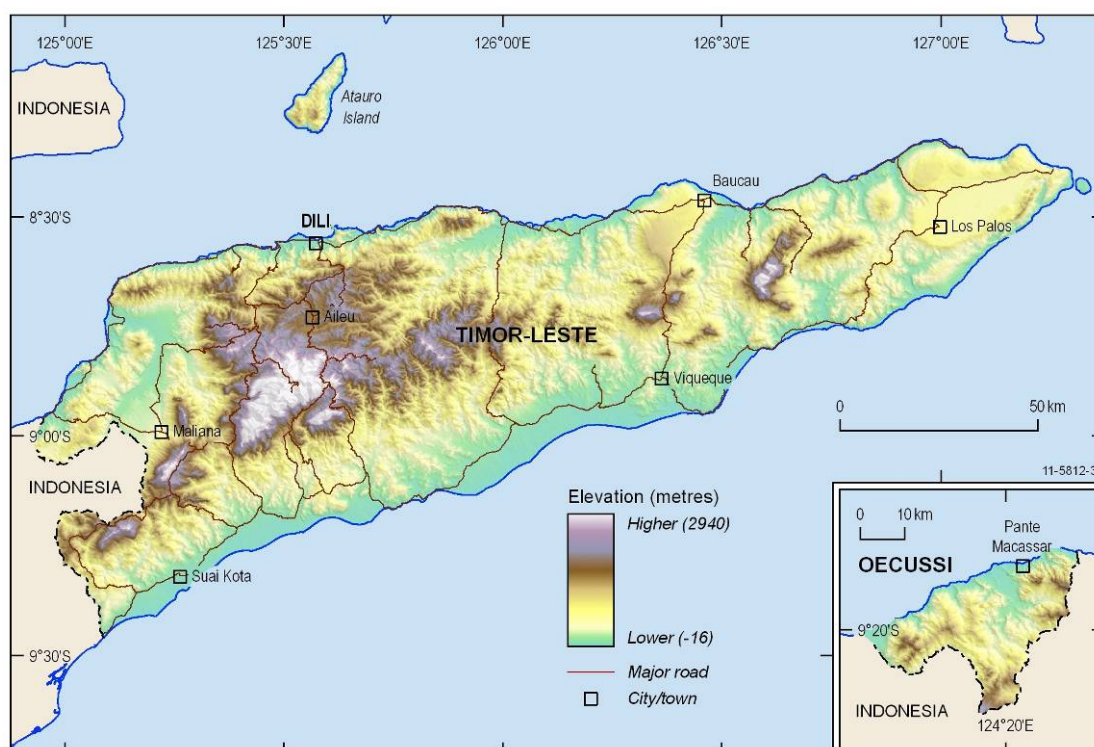 125°00'E
125°30'E
126°00'E
126°30'E
127°00'E
INDONESIA
Atauro
Island
8°30'S
DILI
Baucau
Los Palos
Aileu
TIMOR-LESTE
Viqueque
0 50 km
9°00'S
Maliana
INDONESIA
11-5812-3
Elevation (metres)
Higher (2940)
Lower (-16)
Major road
City/town
Suai Kota
9°30'S
0 10 km
Pante
Macassar
OECUSSI
9°20'S
INDONESIA
124°20'E